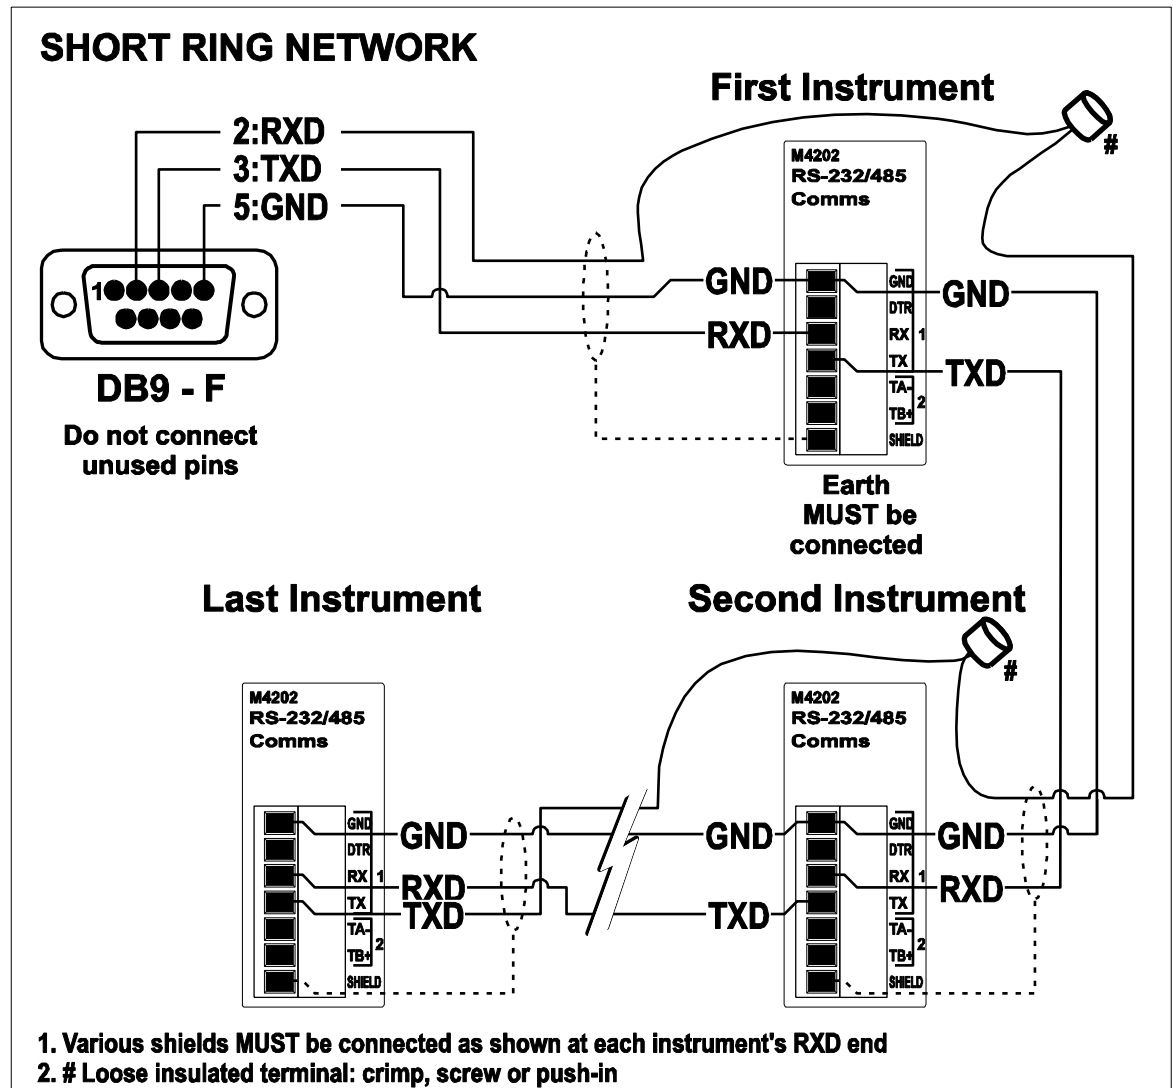 SHORT RING NETWORK
First Instrument
2:RXD
3:TXD
5:GND
#
M4202
RS-232/485
Comms
1
DB9 - F
Do not connect
unused pins
GND
RXD
GND
DTR
RX 1
TX
TA-
2
TB+
SHIELD
GND
TXD
Earth
MUST be
connected
Last Instrument
Second Instrument
#
M4202
RS-232/485
Comms
GND
DTR
RX 1
TX
TA-
2
TB+
SHIELD
GND
RXD
TXD
GND
TXD
M4202
RS-232/485
Comms
GND
DTR
RX 1
TX
TA-
2
TB+
SHIELD
GND
RXD
1. Various shields MUST be connected as shown at each instrument's RXD end
2. # Loose insulated terminal: crimp, screw or push-in